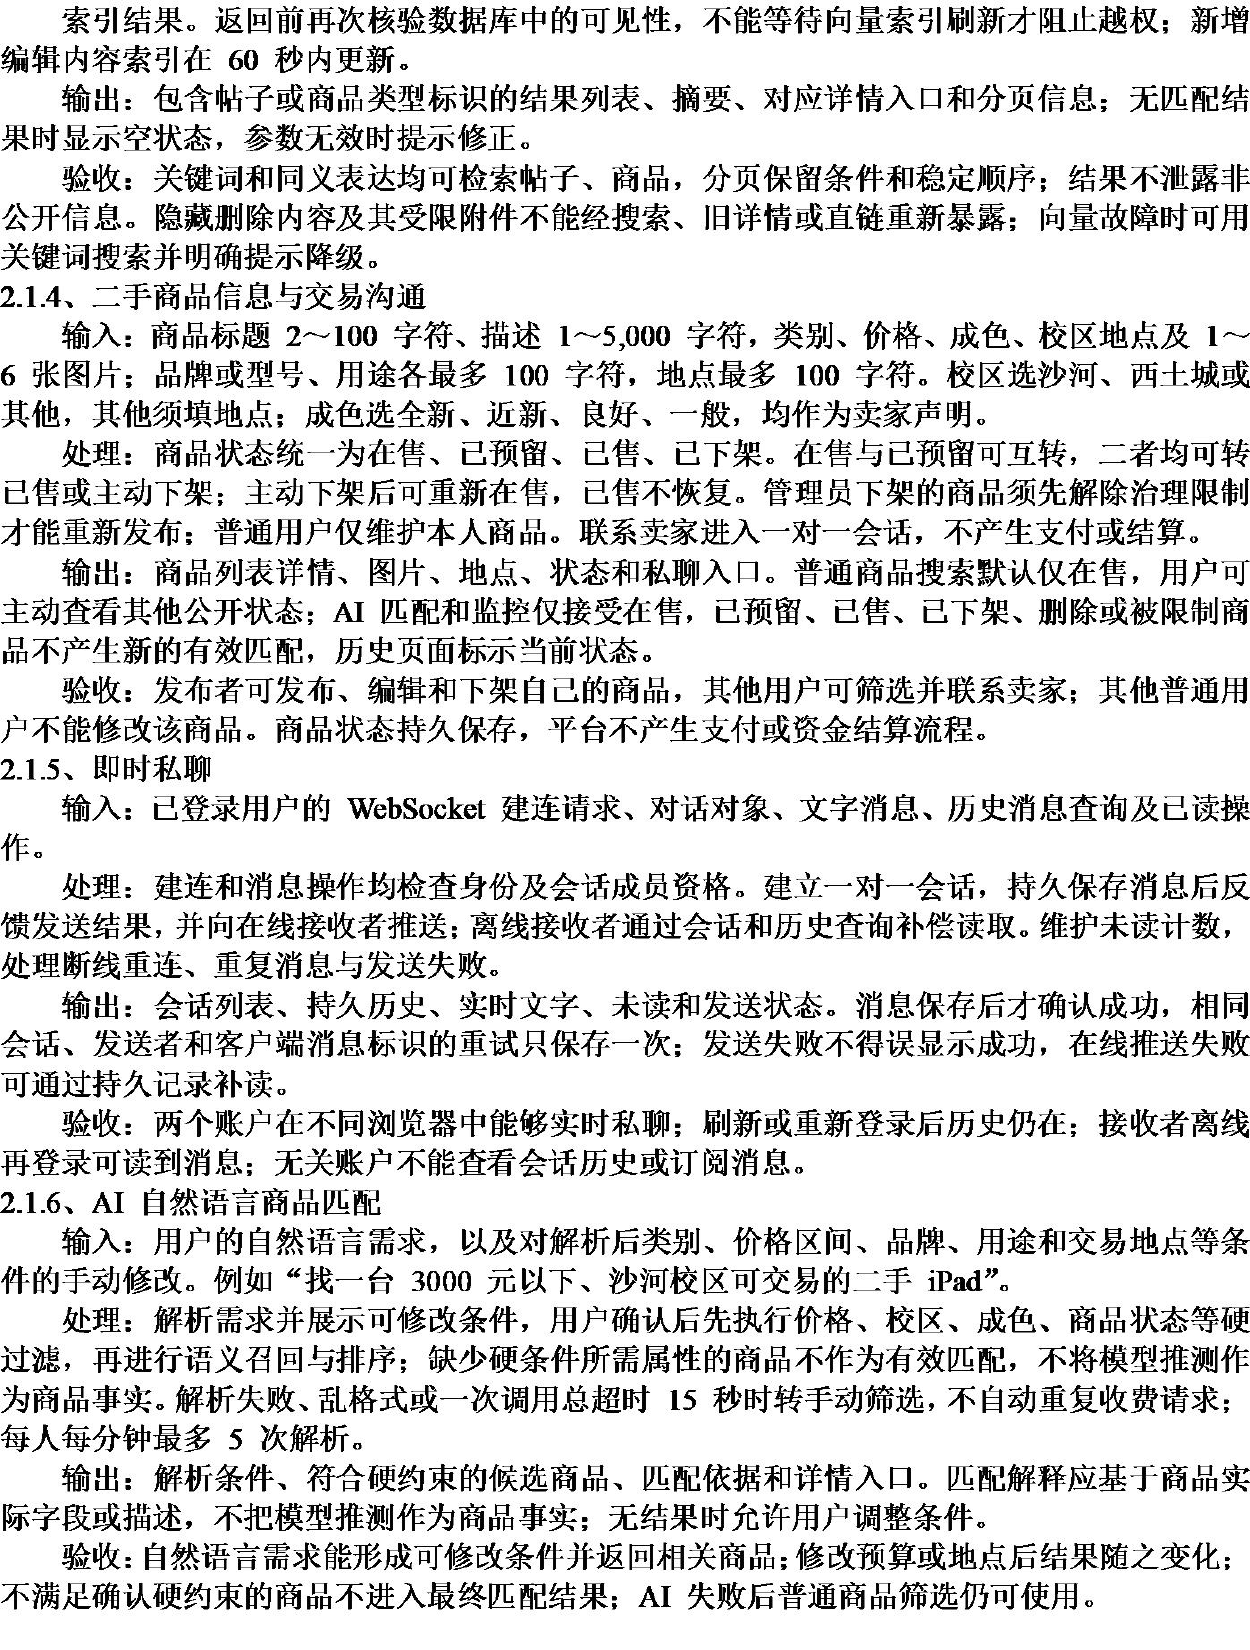 索引结果。返回前再次核验数据库中的可见性，不能等待向量索引刷新才阻止越权；新增
编辑内容索引在 60 秒内更新。
输出：包含帖子或商品类型标识的结果列表、摘要、对应详情入口和分页信息；无匹配结
果时显示空状态，参数无效时提示修正。
验收：关键词和同义表达均可检索帖子、商品，分页保留条件和稳定顺序；结果不泄露非
公开信息。隐藏删除内容及其受限附件不能经搜索、旧详情或直链重新暴露；向量故障时可用
关键词搜索并明确提示降级。
2.1.4、二手商品信息与交易沟通
输入：商品标题 2～100 字符、描述 1～5,000 字符，类别、价格、成色、校区地点及 1～
6 张图片；品牌或型号、用途各最多 100 字符，地点最多 100 字符。校区选沙河、西土城或
其他，其他须填地点；成色选全新、近新、良好、一般，均作为卖家声明。
处理：商品状态统一为在售、已预留、已售、已下架。在售与已预留可互转，二者均可转
已售或主动下架；主动下架后可重新在售，已售不恢复。管理员下架的商品须先解除治理限制
才能重新发布；普通用户仅维护本人商品。联系卖家进入一对一会话，不产生支付或结算。
输出：商品列表详情、图片、地点、状态和私聊入口。普通商品搜索默认仅在售，用户可
主动查看其他公开状态；AI 匹配和监控仅接受在售，已预留、已售、已下架、删除或被限制商
品不产生新的有效匹配，历史页面标示当前状态。
验收：发布者可发布、编辑和下架自己的商品，其他用户可筛选并联系卖家；其他普通用
户不能修改该商品。商品状态持久保存，平台不产生支付或资金结算流程。
2.1.5、即时私聊
输入：已登录用户的 WebSocket 建连请求、对话对象、文字消息、历史消息查询及已读操
作。
处理：建连和消息操作均检查身份及会话成员资格。建立一对一会话，持久保存消息后反
馈发送结果，并向在线接收者推送；离线接收者通过会话和历史查询补偿读取。维护未读计数，
处理断线重连、重复消息与发送失败。
输出：会话列表、持久历史、实时文字、未读和发送状态。消息保存后才确认成功，相同
会话、发送者和客户端消息标识的重试只保存一次；发送失败不得误显示成功，在线推送失败
可通过持久记录补读。
验收：两个账户在不同浏览器中能够实时私聊；刷新或重新登录后历史仍在；接收者离线
再登录可读到消息；无关账户不能查看会话历史或订阅消息。
2.1.6、AI 自然语言商品匹配
输入：用户的自然语言需求，以及对解析后类别、价格区间、品牌、用途和交易地点等条
件的手动修改。例如“找一台 3000 元以下、沙河校区可交易的二手 iPad”。
处理：解析需求并展示可修改条件，用户确认后先执行价格、校区、成色、商品状态等硬
过滤，再进行语义召回与排序；缺少硬条件所需属性的商品不作为有效匹配，不将模型推测作
为商品事实。解析失败、乱格式或一次调用总超时 15 秒时转手动筛选，不自动重复收费请求；
每人每分钟最多 5 次解析。
输出：解析条件、符合硬约束的候选商品、匹配依据和详情入口。匹配解释应基于商品实
际字段或描述，不把模型推测作为商品事实；无结果时允许用户调整条件。
验收：自然语言需求能形成可修改条件并返回相关商品；修改预算或地点后结果随之变化；
不满足确认硬约束的商品不进入最终匹配结果；AI 失败后普通商品筛选仍可使用。